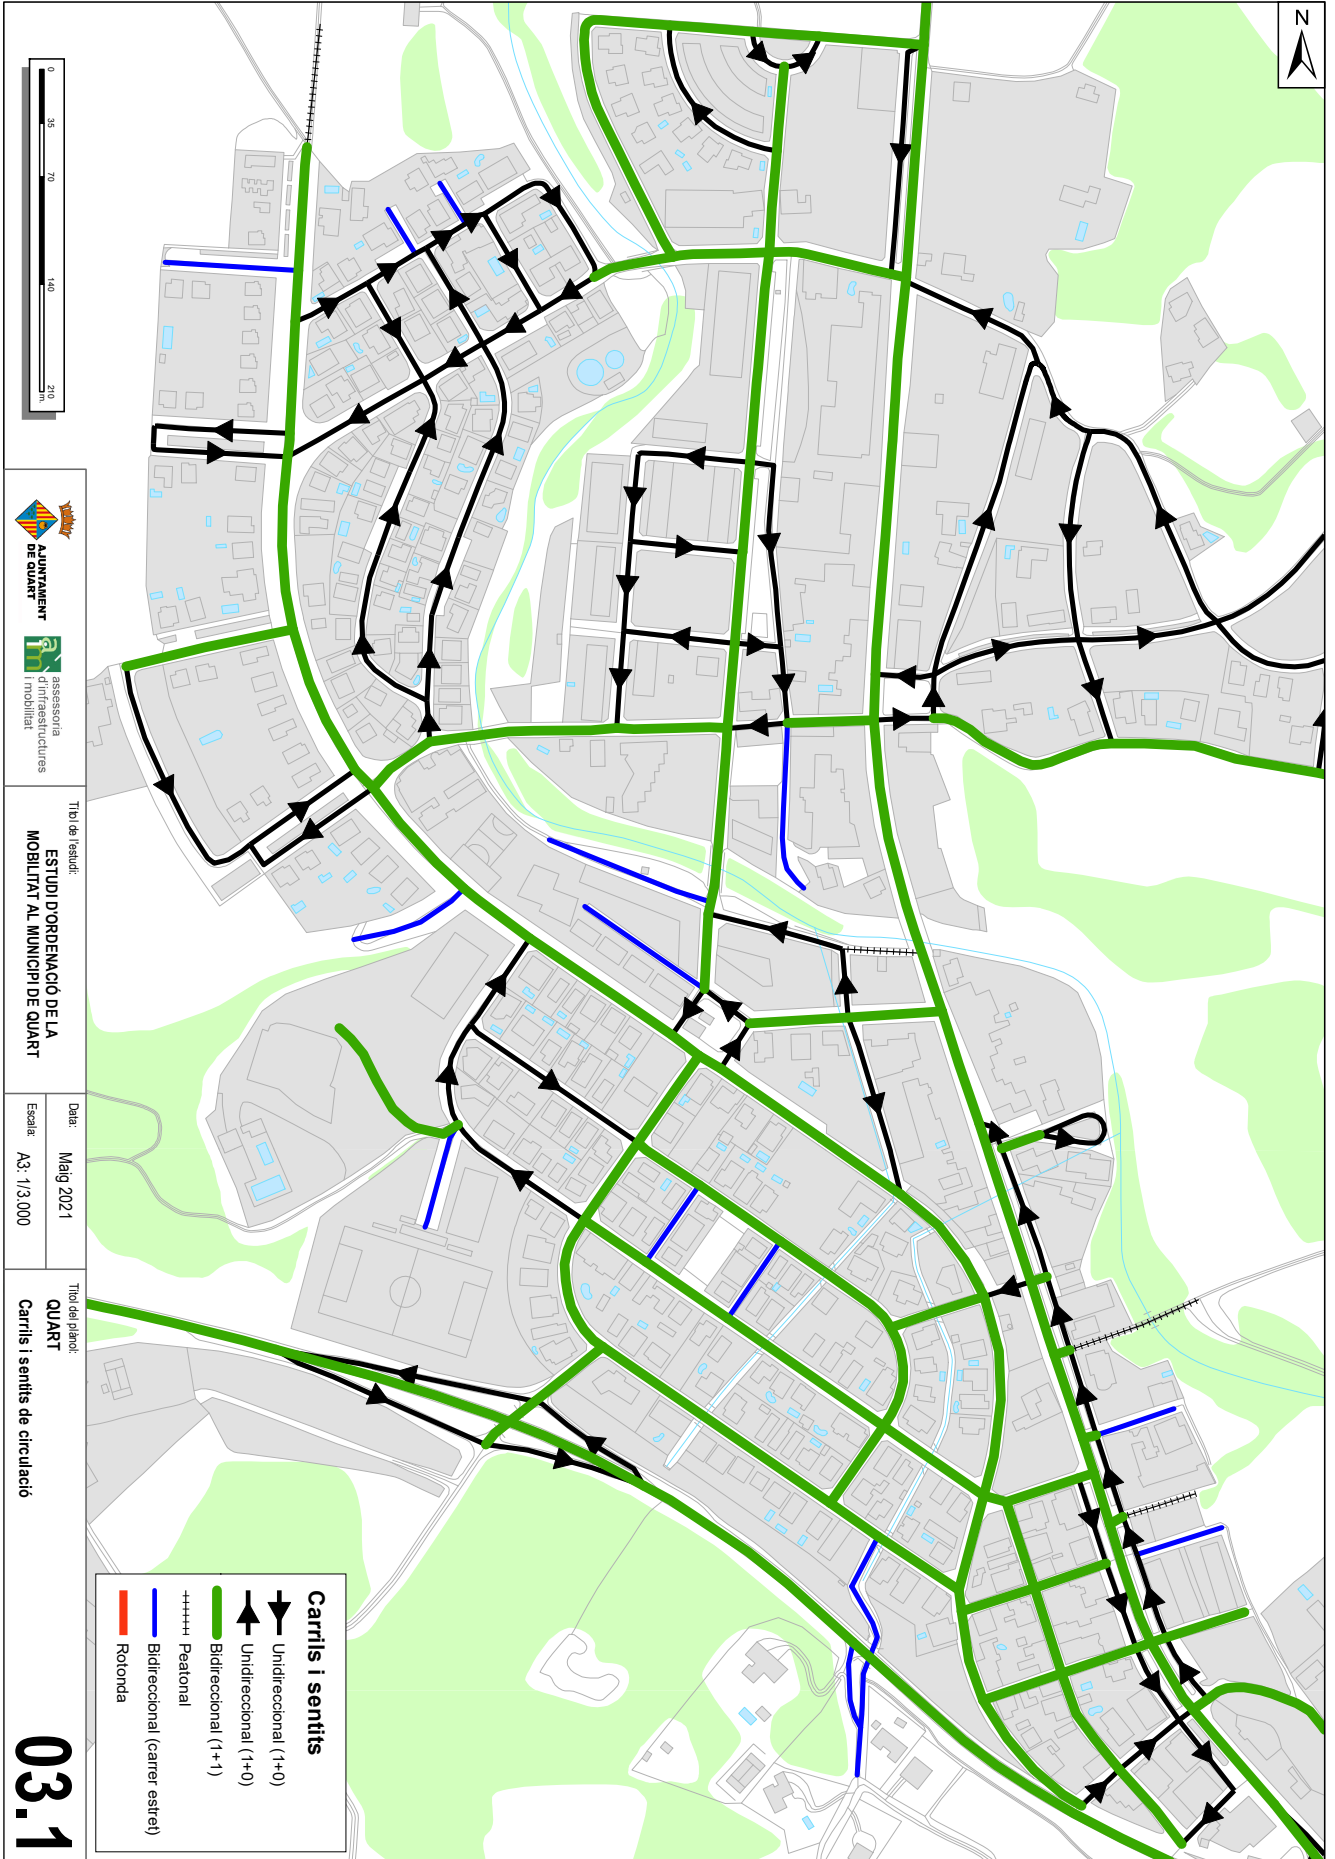 N
0 35 70 140 210 m.
AJUNTAMENT
DE QUART
am
assessoria
d'infraestructures
i mobilitat
Títol de l'estudi:
ESTUDI D'ORDENACIÓ DE LA
MOBILITAT AL MUNICIPI DE QUART
Data:
Maig 2021
Escala:
A3: 1/3.000
Títol del plànol:
QUART
Carrils i sentits de circulació
Carrils i sentits
Unidireccional (1+0)
Unidireccional (1+0)
Bidireccional (1+1)
Peatonal
Bidireccional (carrer estret)
Rotonda
03.1